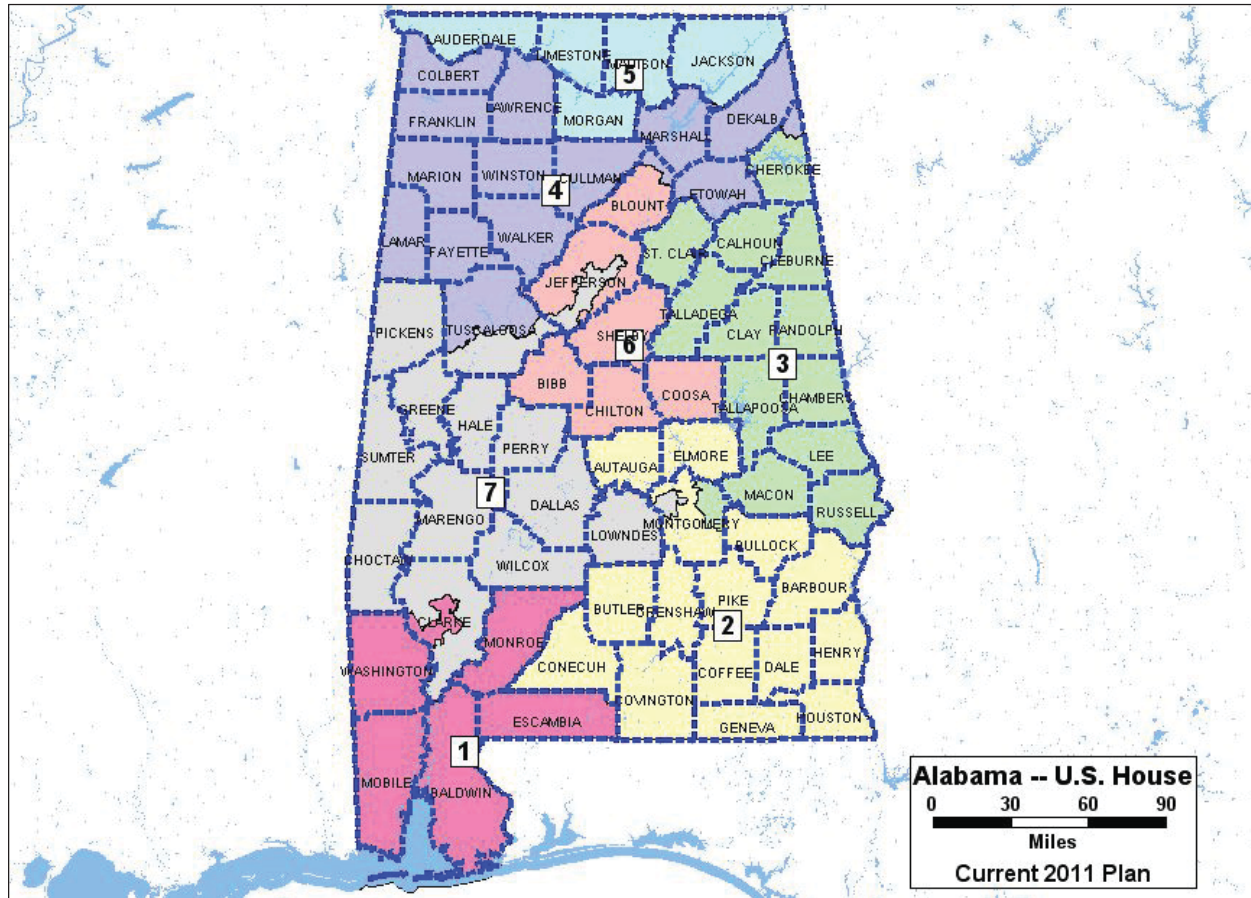 LAUDERDALE
LIMESTONE
MADISON
JACKSON
5
COLBERT
LAWRENCE
FRANKLIN
MORGAN
MARSHALL
DEKALB
CHEROKEE
MARION
WINSTON
CULLMAN
4
BLOUNT
ETOWAH
LAMAR
FAYETTE
WALKER
ST. CLAIR
CALHOUN
CLEBURNE
JEFFERSON
PICKENS
TUSCALOOSA
SHELBY
6
TALLADEGA
CLAY
RANDOLPH
3
BIBB
CHILTON
COOSA
TALLAPOOSA
CHAMBERS
GREENE
HALE
PERRY
SUMTER
AUTAUGA
ELMORE
LEE
7
DALLAS
MACON
RUSSELL
MARENGO
LOWNDES
MONTGOMERY
BULLOCK
CHOCTAW
WILCOX
BARBOUR
CLARKE
BUTLER
CRENSHAW
PIKE
2
MONROE
WASHINGTON
CONECUH
COFFEE
DALE
HENRY
COVINGTON
ESCAMBIA
GENEVA
HOUSTON
1
MOBILE
BALDWIN
Alabama -- U.S. House
0 30 60 90
Miles
Current 2011 Plan